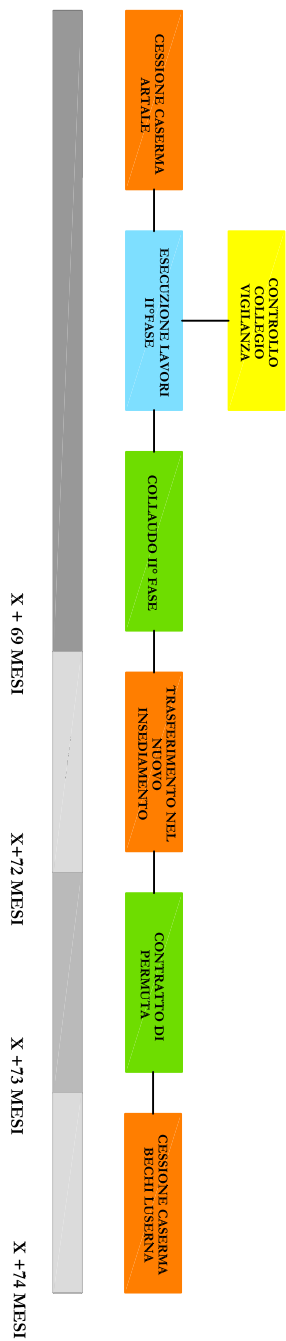 CONTROLLO
COLLEGIO
VIGILANZA
CESSIONE CASERMA
ARTALE
ESECUZIONE LAVORI
II°FASE
COLLAUDO II° FASE
TRASFERIMENTO NEL
NUOVO
INSEDIAMENTO
CONTRATTO DI
PERMUTA
CESSIONE CASERMA
BECHI LUSERNA
X + 69 MESI
X+72 MESI
X +73 MESI
X +74 MESI